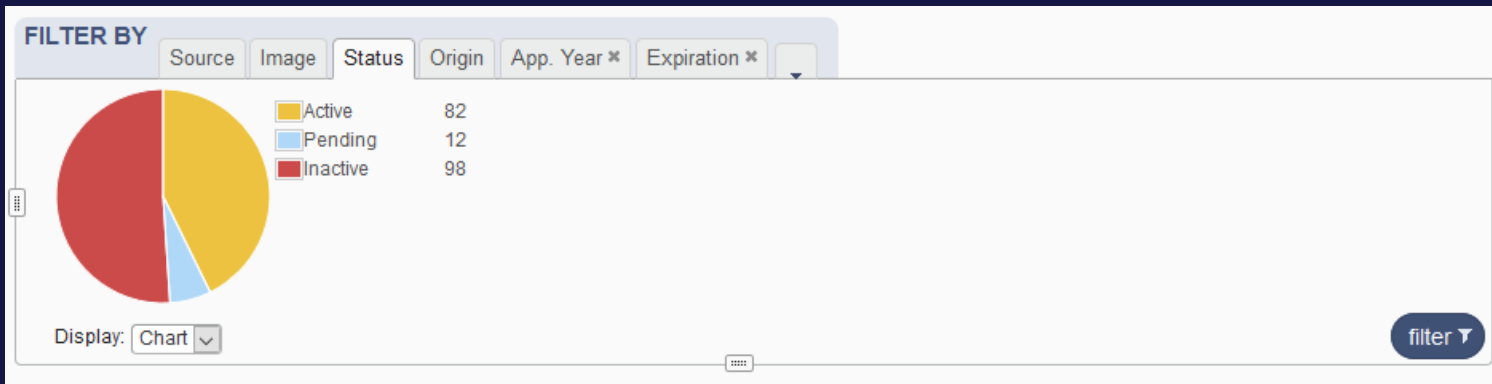 FILTER BY
Source Image Status Origin App. Year ✖ Expiration ✖
Active 82
Pending 12
Inactive 98
Display: Chart
filter